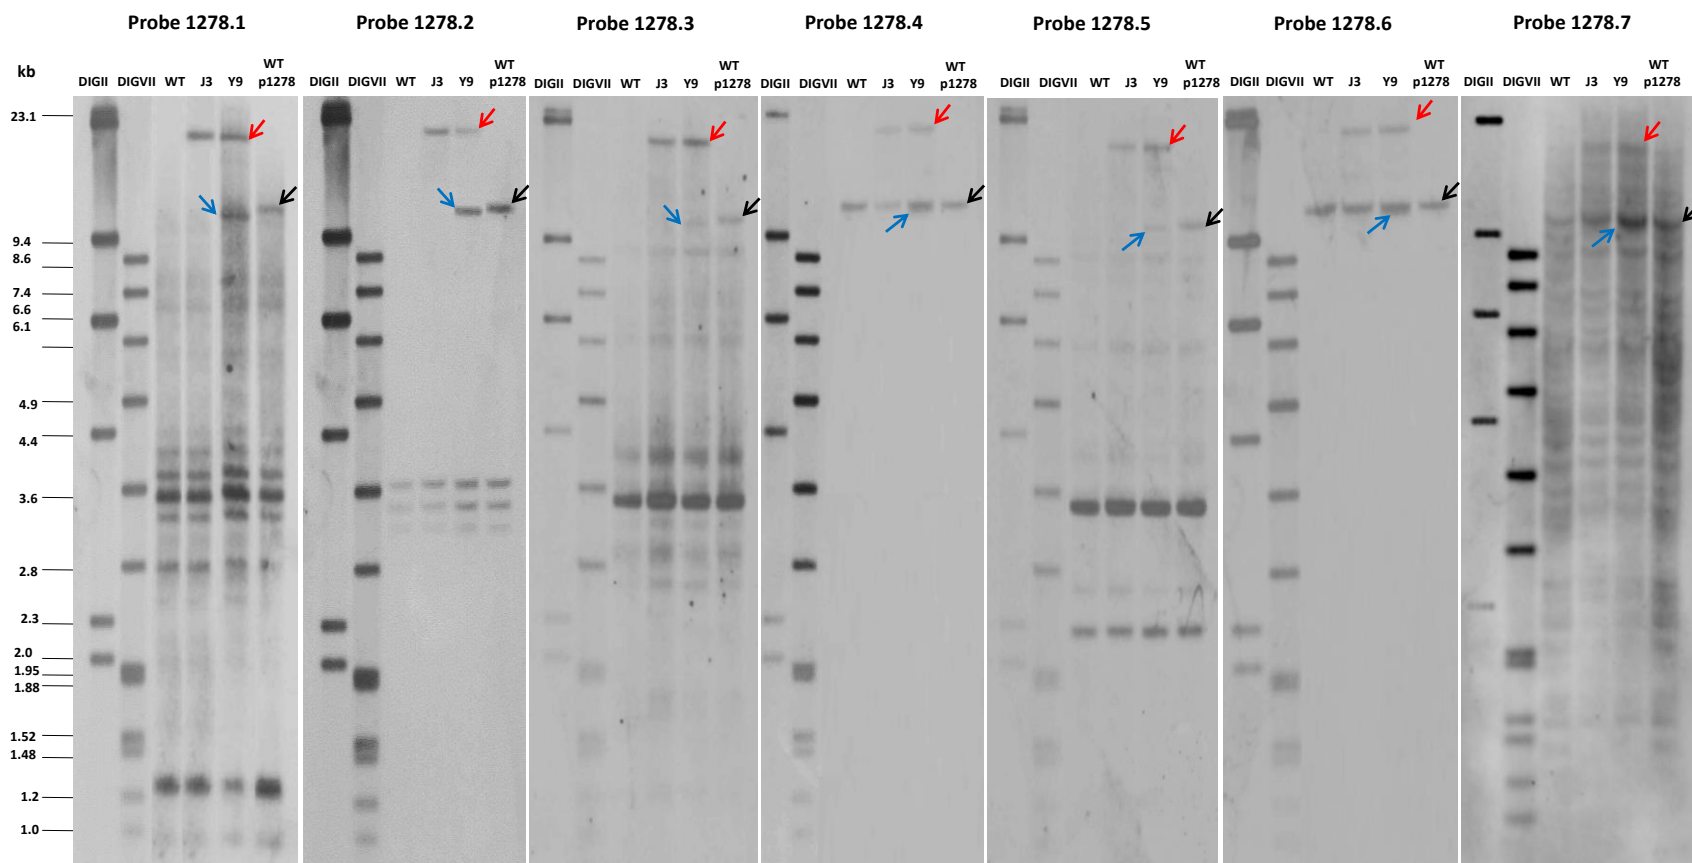 Probe 1278.1 Probe 1278.2 Probe 1278.3 Probe 1278.4 Probe 1278.5 Probe 1278.6 Probe 1278.7
kb
DIGII DIGVII WT J3 Y9 WT p1278
DIGII DIGVII WT J3 Y9 WT p1278
DIGII DIGVII WT J3 Y9 WT p1278
DIGII DIGVII WT J3 Y9 WT p1278
DIGII DIGVII WT J3 Y9 WT p1278
DIGII DIGVII WT J3 Y9 WT p1278
DIGII DIGVII WT J3 Y9 WT p1278
23.1
9.4
8.6
7.4
6.6
6.1
4.9
4.4
3.6
2.8
2.3
2.0
1.95
1.88
1.52
1.48
1.2
1.0